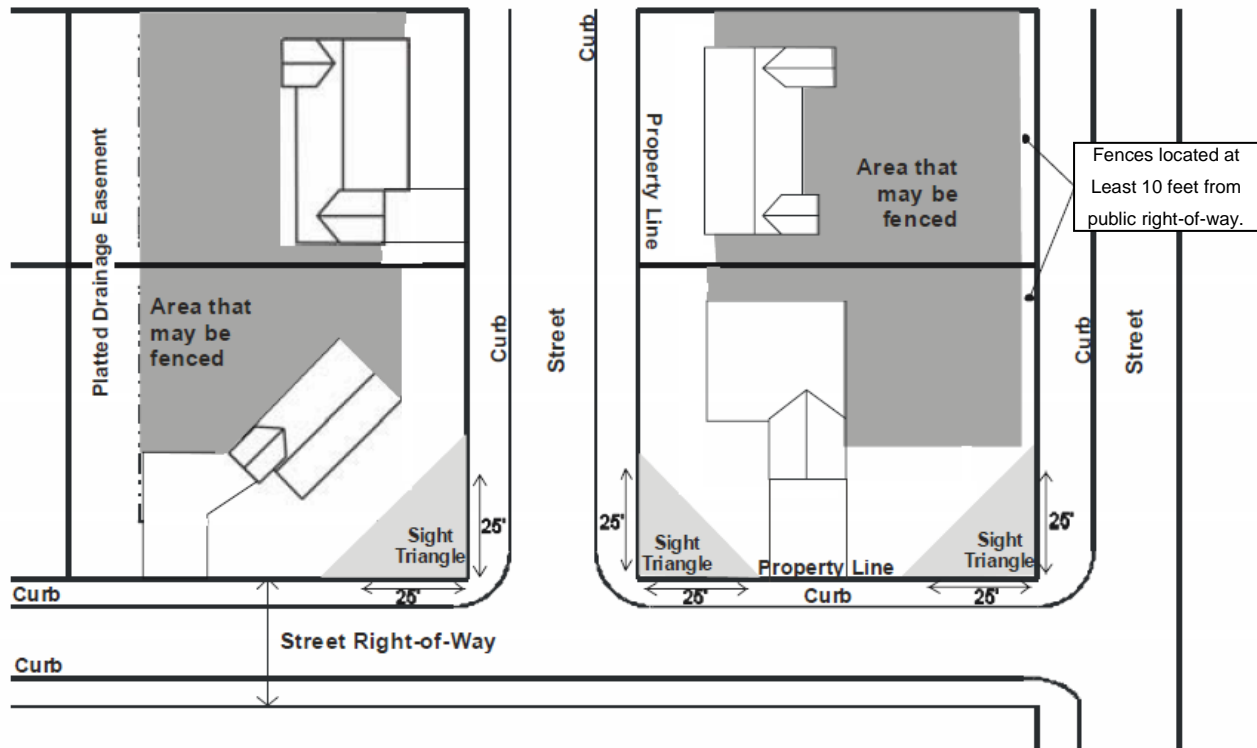 Curb
Property Line
Platted Drainage Easement
Area that
may be
fenced
Fences located at
Least 10 feet from
public right-of-way.
Area that
may be
fenced
Curb
Street
Curb
Street
25'
25'
25'
Sight
Triangle
Sight
Triangle
Sight
Triangle
Property Line
Curb
25'
25'
Curb
25'
Street Right-of-Way
Curb